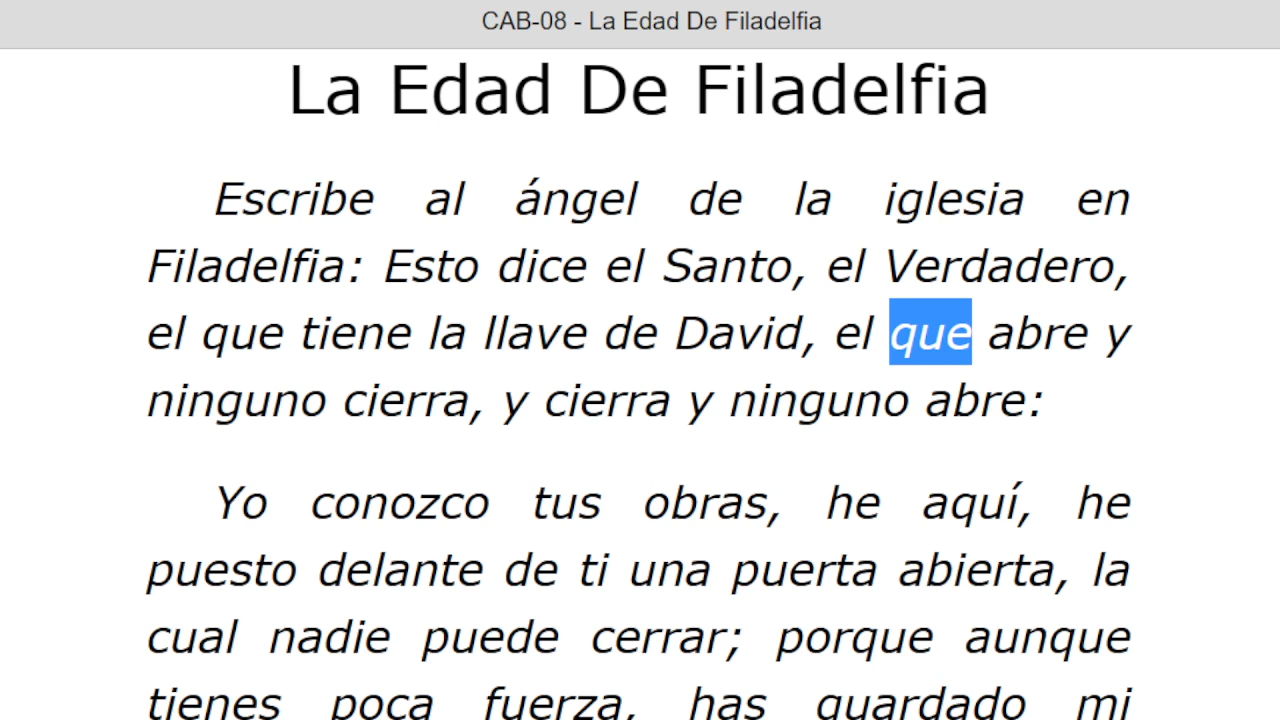 CAB-08 - La Edad De Filadelfia
La Edad De Filadelfia
Escribe al ángel de la iglesia en
Filadelfia: Esto dice el Santo, el Verdadero,
el que tiene la llave de David, el que abre y
ninguno cierra, y cierra y ninguno abre:
Yo conozco tus obras, he aquí, he
puesto delante de ti una puerta abierta, la
cual nadie puede cerrar; porque aunque
tienes poca fuerza, has guardado mi